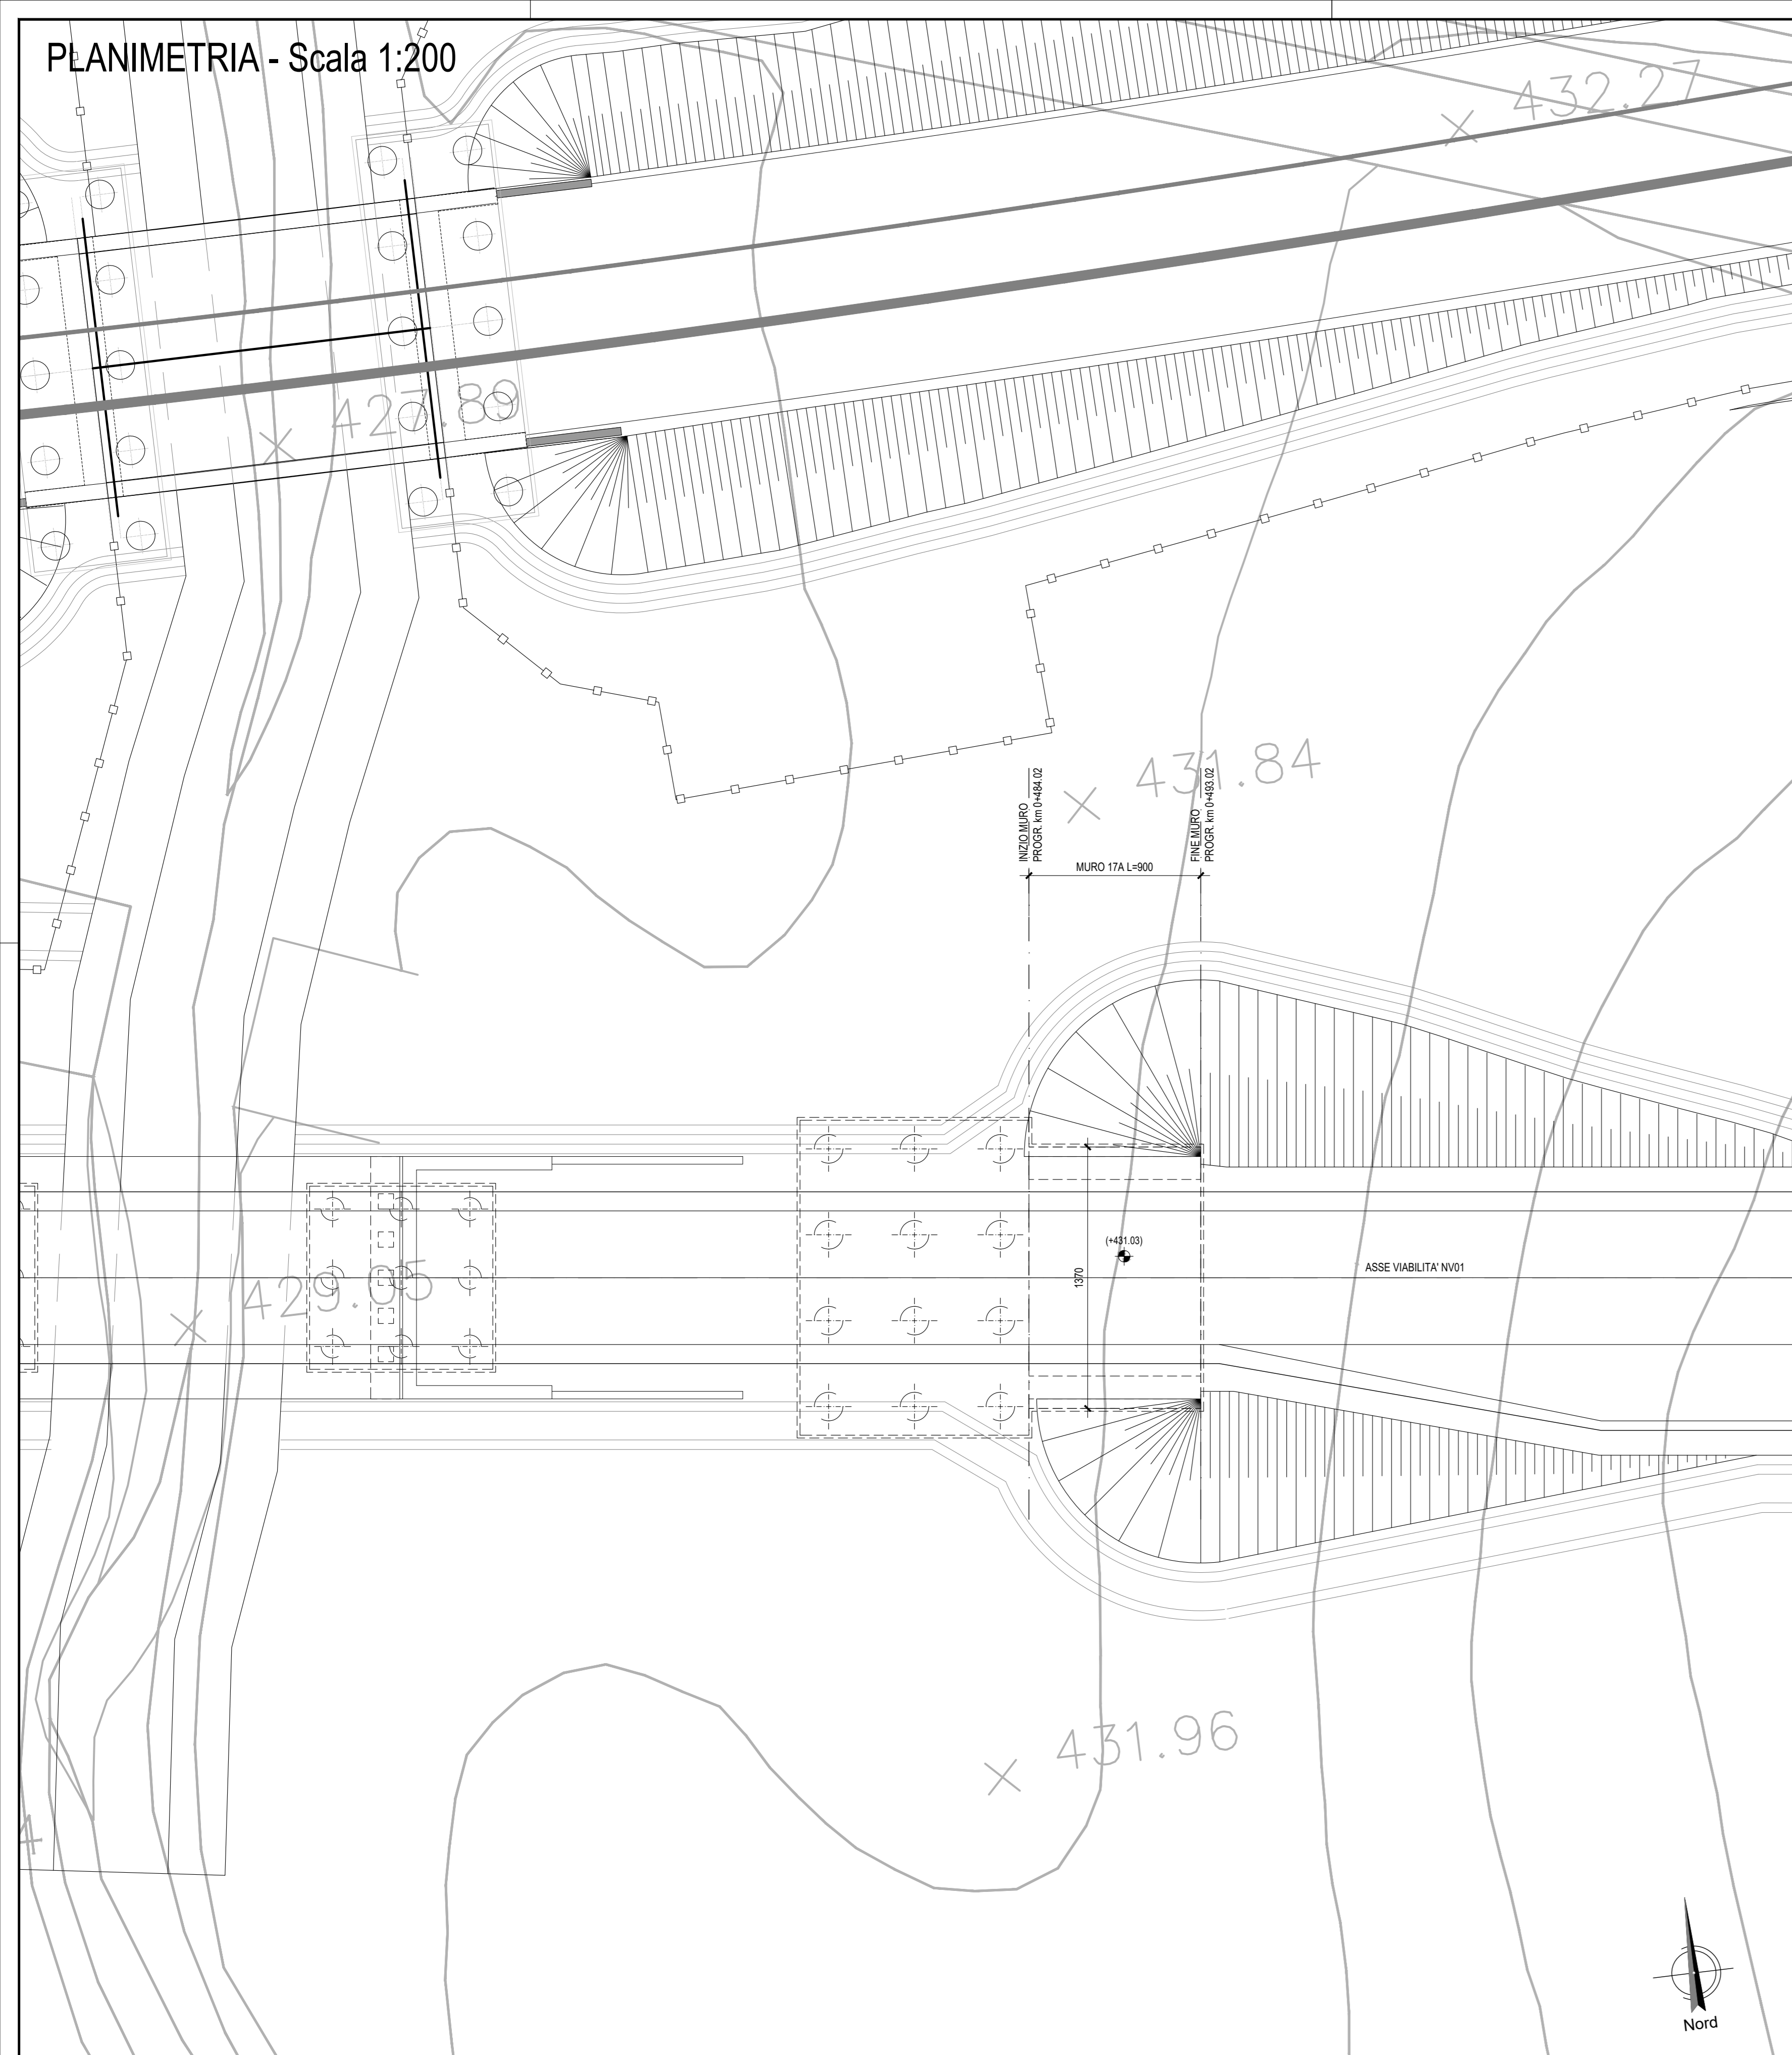 PLANIMETRIA - Scala 1:200
432.27
427.89
431.84
INIZIO MURO
PROGR. km 0+484.02
FINE MURO
PROGR. km 0+493.02
MURO 17A L=900
(+431.03)
1370
ASSE VIABILITA' NV01
429.05
431.96
4
Nord